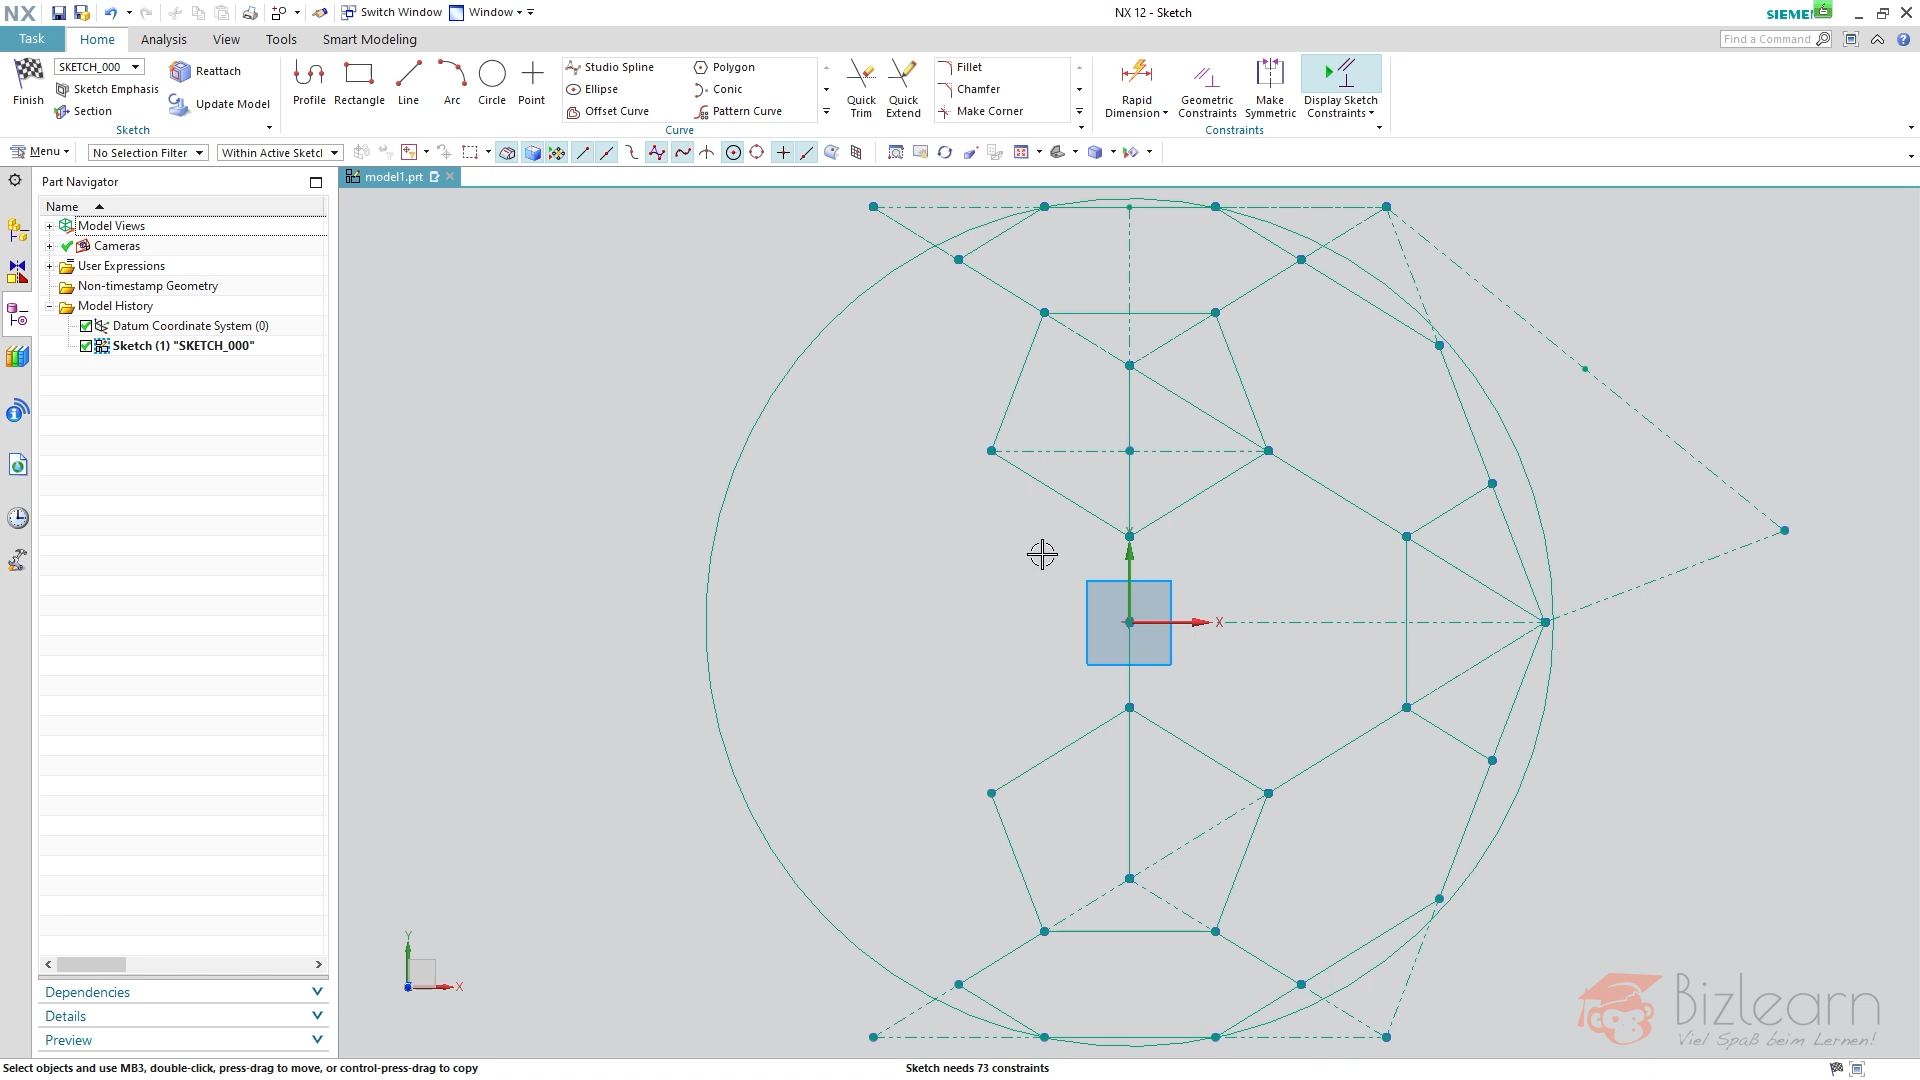 NX
Switch Window
Window
NX 12 - Sketch
SIEME
Task
Home
Analysis
View
Tools
Smart Modeling
Find a Command
SKETCH_000
Reattach
Sketch Emphasis
Update Model
Finish
Section
Sketch
Profile
Rectangle
Line
Arc
Circle
Point
Studio Spline
Polygon
Ellipse
Conic
Offset Curve
Pattern Curve
Quick Trim
Quick Extend
Fillet
Chamfer
Make Corner
Curve
Rapid Dimension
Geometric Constraints
Make Symmetric
Display Sketch Constraints
Constraints
Menu
No Selection Filter
Within Active Sketcl
Part Navigator
model1.prt
Name
Model Views
Cameras
User Expressions
Non-timestamp Geometry
Model History
Datum Coordinate System (0)
Sketch (1) "SKETCH_000"
Y
X
Y
X
Dependencies
Details
Preview
Bizlearn
Viel Spaß beim Lernen!
Select objects and use MB3, double-click, press-drag to move, or control-press-drag to copy
Sketch needs 73 constraints